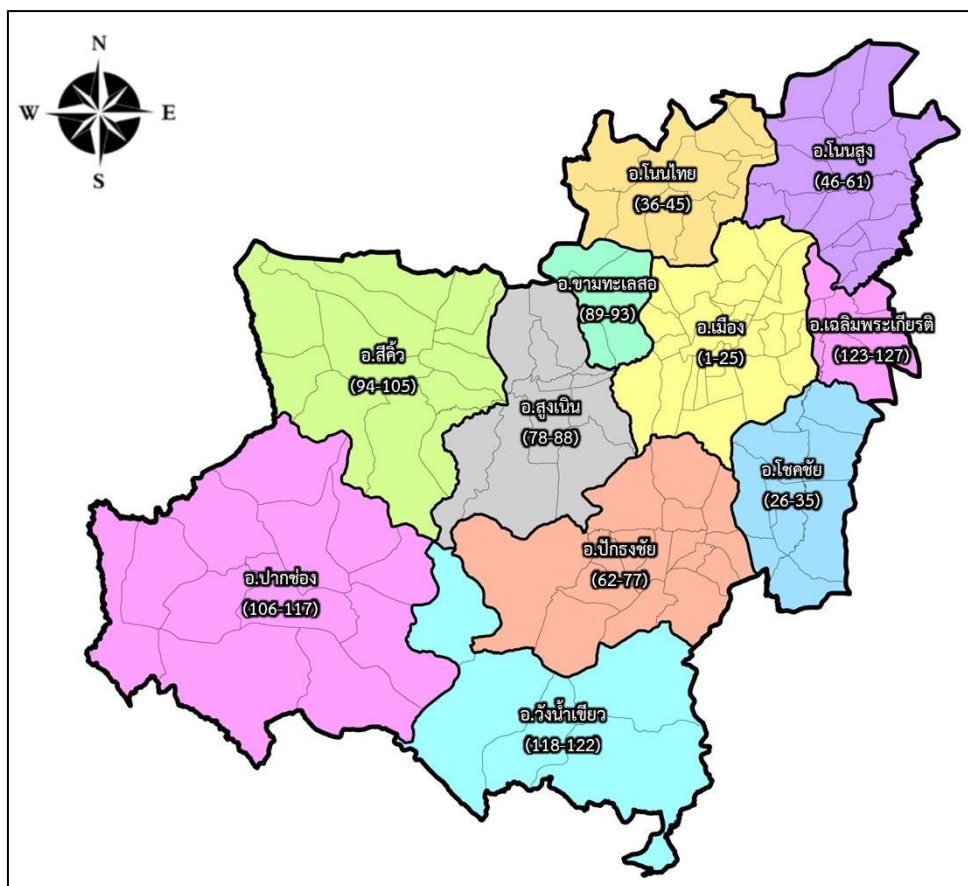 N
W
E
S
อ.โนนสูง
(46-61)
อ.โนนไทย
(36-45)
อ.ขามทะเลสอ
(89-93)
อ.เมือง
(1-25)
อ.เฉลิมพระเกียรติ
(123-127)
อ.สีคิ้ว
(94-105)
อ.สูงเนิน
(78-88)
อ.โชคชัย
(26-35)
อ.ปักธงชัย
(62-77)
อ.ปากช่อง
(106-117)
อ.วังน้ำเขียว
(118-122)